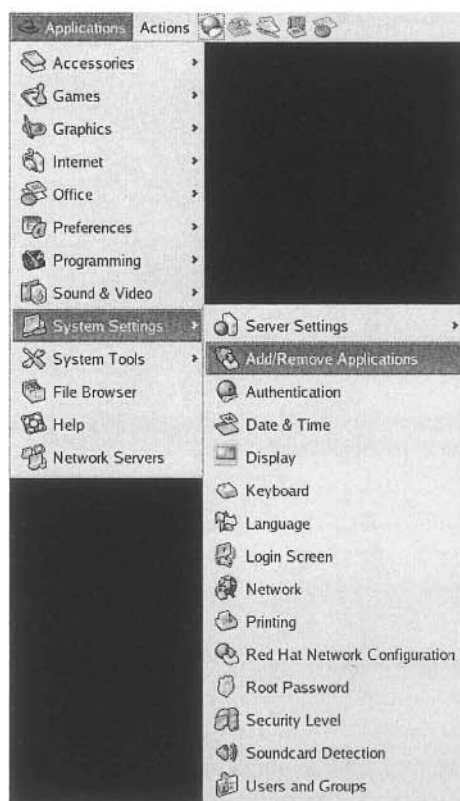 Applications Actions
Accessories
Games
Graphics
Internet
Office
Preferences
Programming
Sound & Video
System Settings
System Tools
File Browser
Help
Network Servers
Server Settings
Add/Remove Applications
Authentication
Date & Time
Display
Keyboard
Language
Login Screen
Network
Printing
Red Hat Network Configuration
Root Password
Security Level
Soundcard Detection
Users and Groups